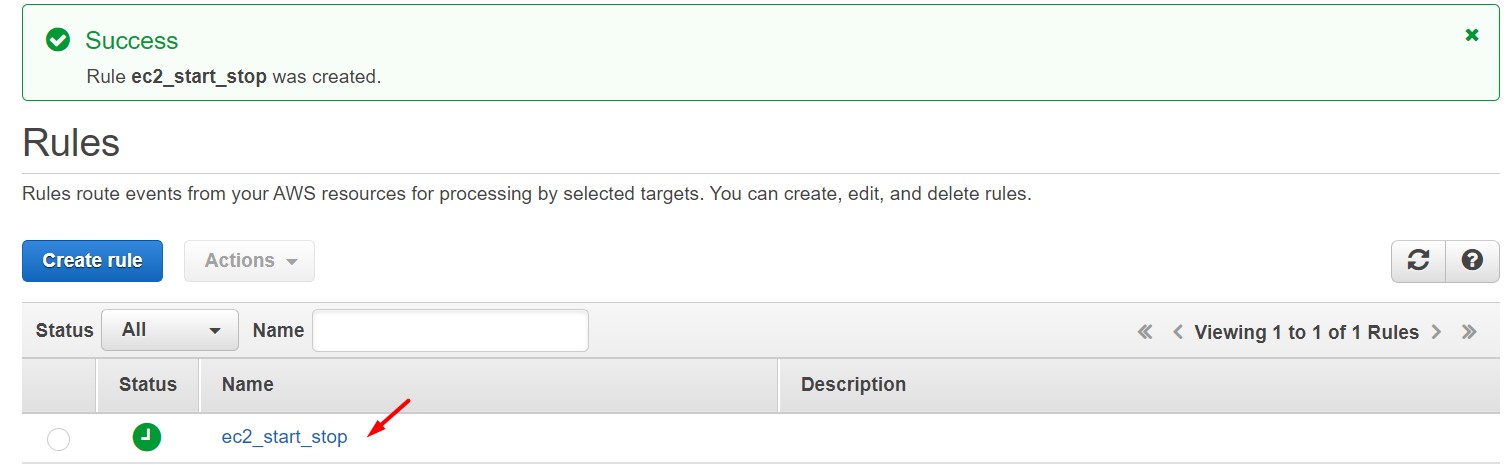 Success
Rule ec2_start_stop was created.
Rules
Rules route events from your AWS resources for processing by selected targets. You can create, edit, and delete rules.
Create rule Actions
Status All Name Viewing 1 to 1 of 1 Rules
Status Name Description
ec2_start_stop